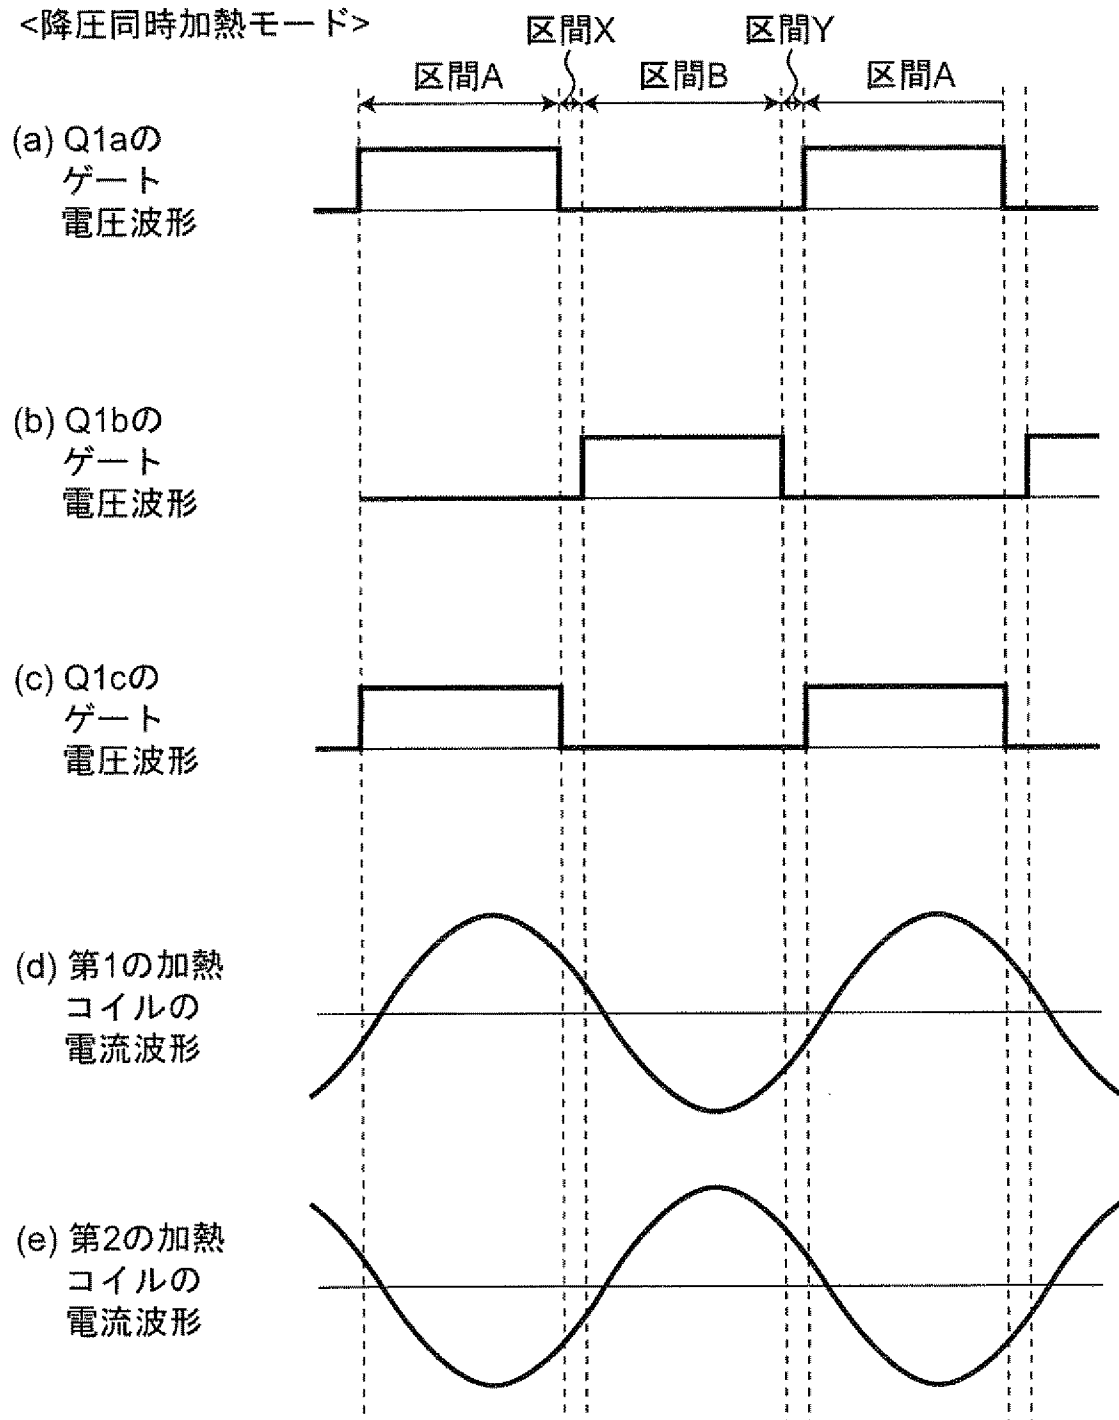 <降圧同時加熱モード>
区間X
区間Y
区間A
区間B
区間A
(a) Q1aの
ゲート
電圧波形
(b) Q1bの
ゲート
電圧波形
(c) Q1cの
ゲート
電圧波形
(d) 第1の加熱
コイルの
電流波形
(e) 第2の加熱
コイルの
電流波形